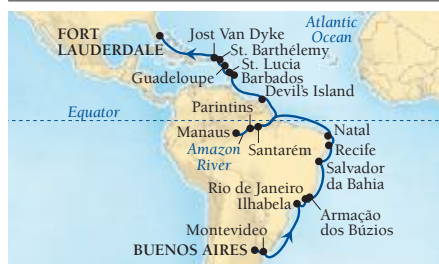 Atlantic
Ocean
FORT
LAUDERDALE
Jost Van Dyke
St. Barthélemy
St. Lucia
Guadeloupe
Barbados
Devil's Island
Parintins
Equator
Manaus
Amazon
River
Santarém
Natal
Recife
Salvador
da Bahia
Rio de Janeiro
Ilhabela
Armação
dos Búzios
Montevideo
BUENOS AIRES